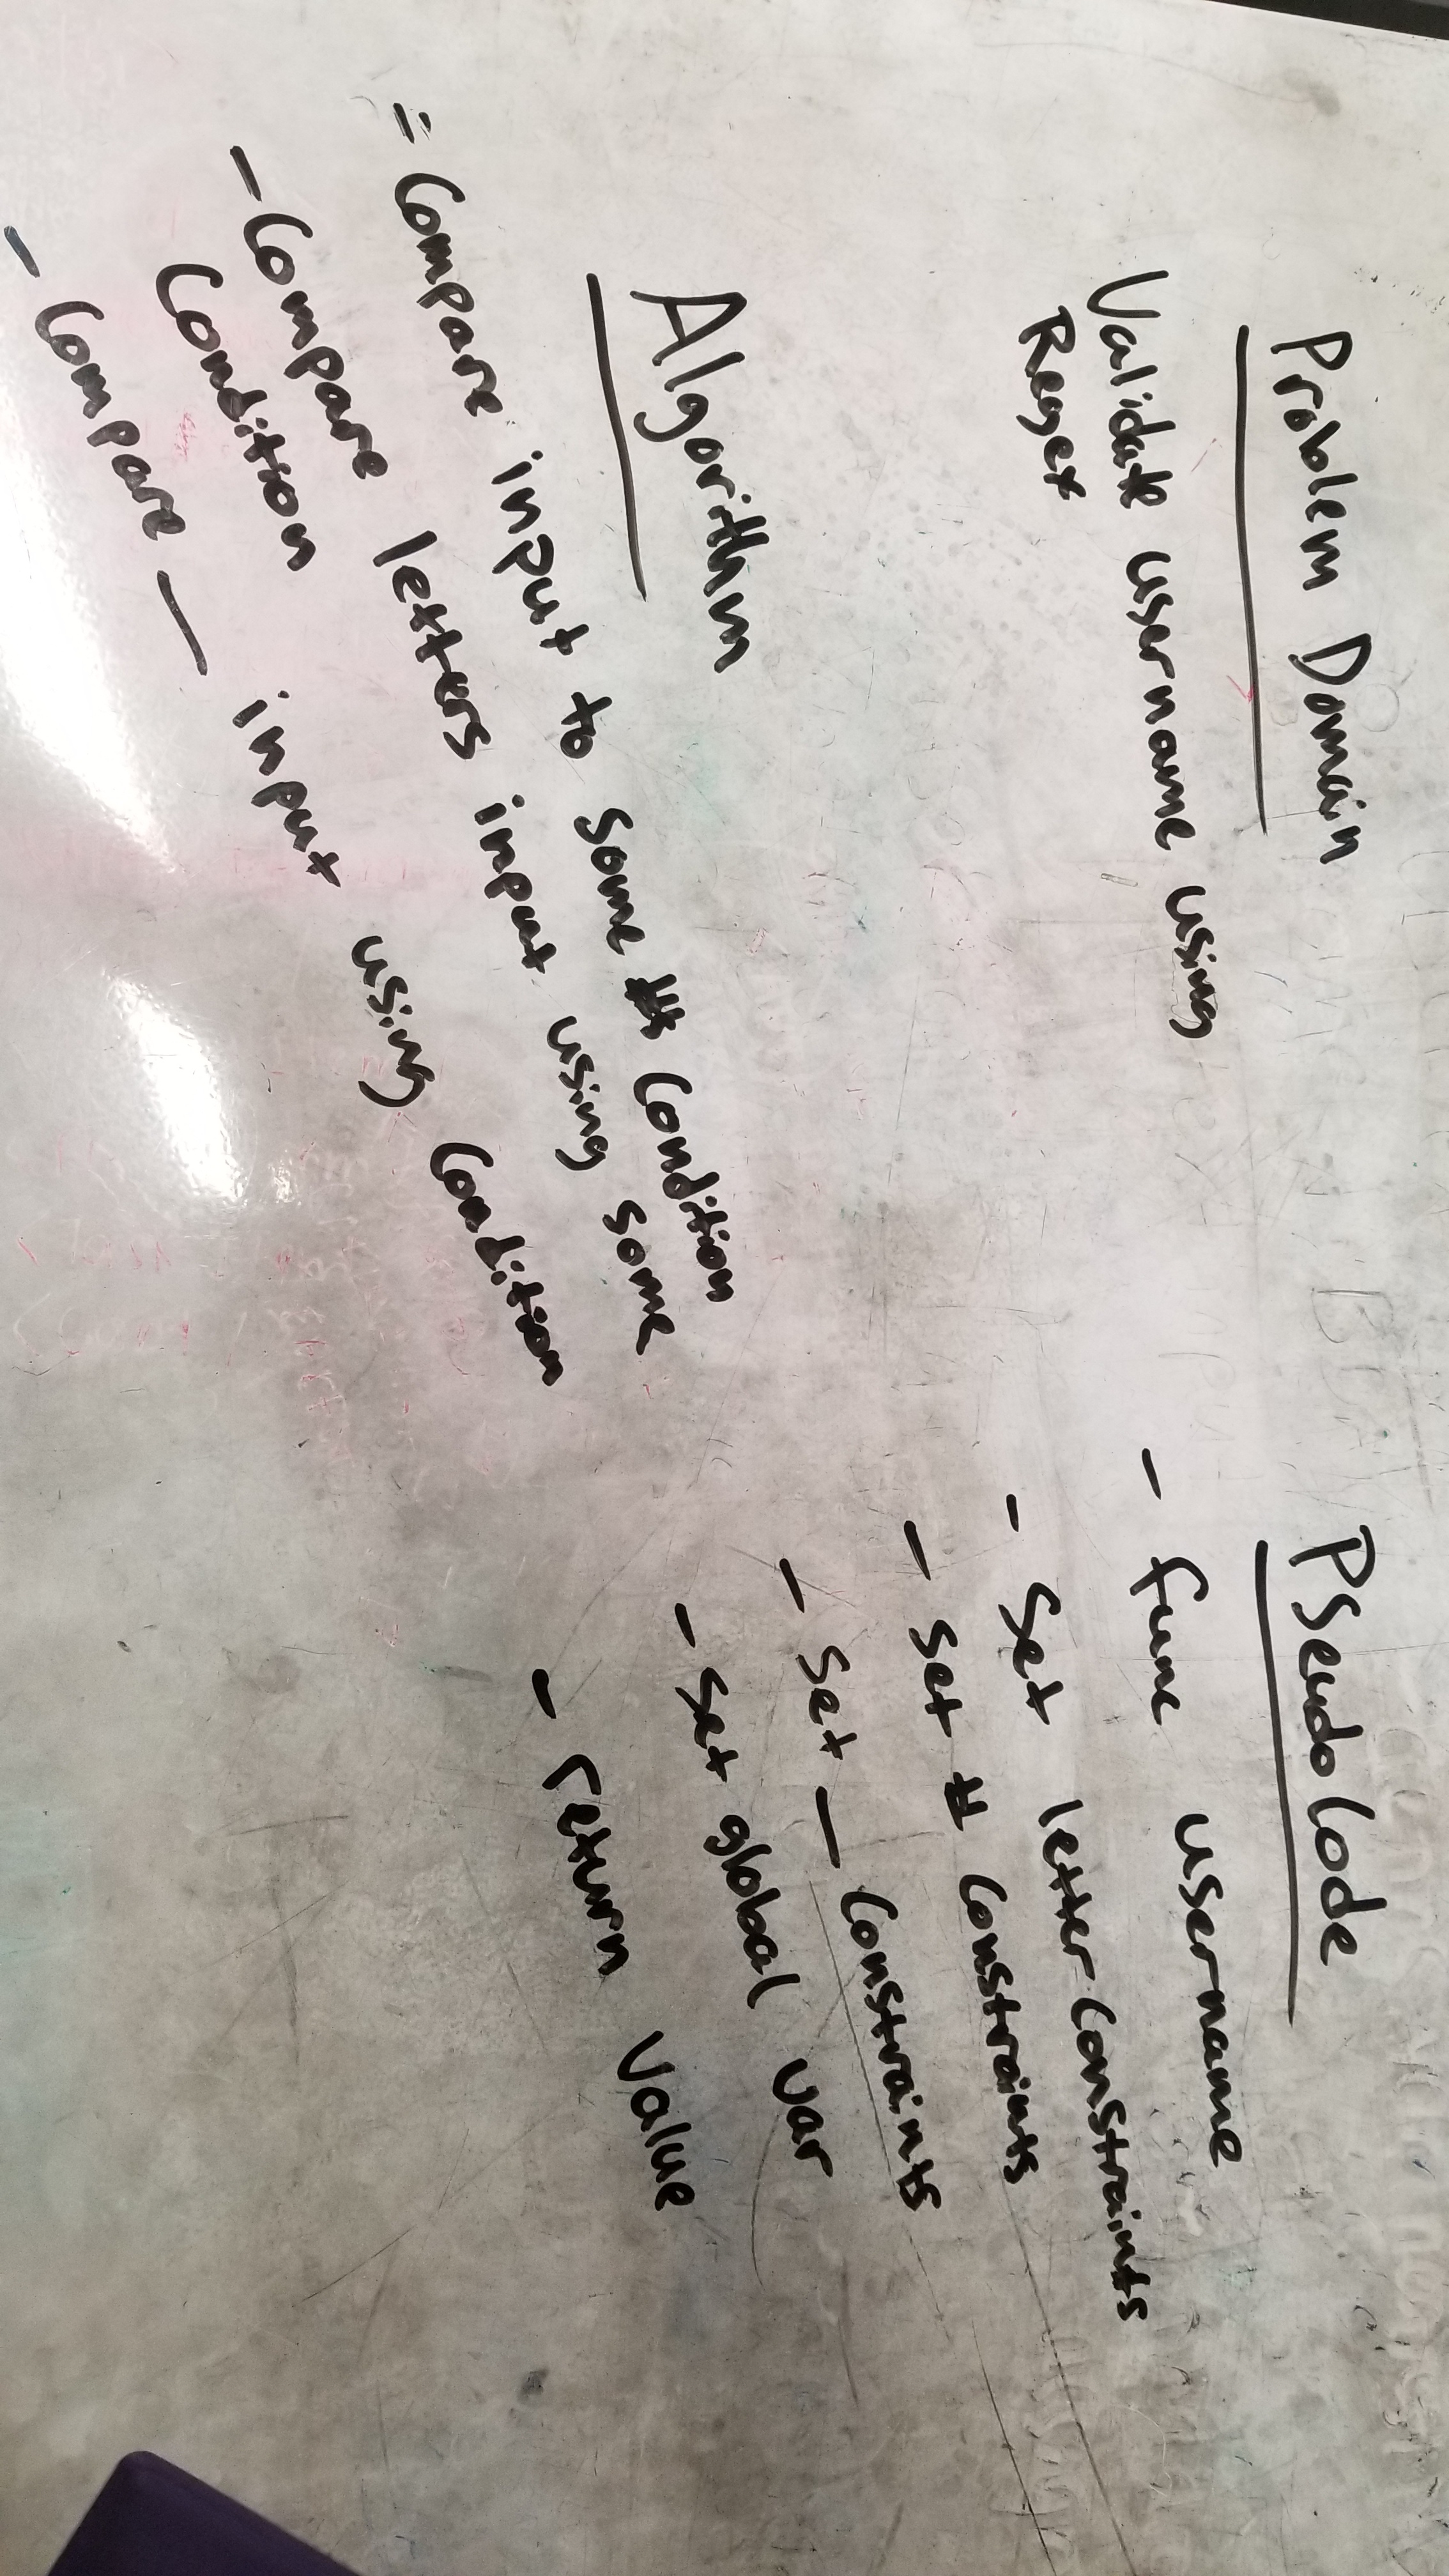 Problem Domain
Validate username using
Regex
Algorithm
= Compare input to some # Condition
- Compare letters input using some
Condition
- Compare _ input using Condition
PSeudo Code
- func username
- Set letter constraints
- set # constraints
- set _ constraints
- set global var
- return value